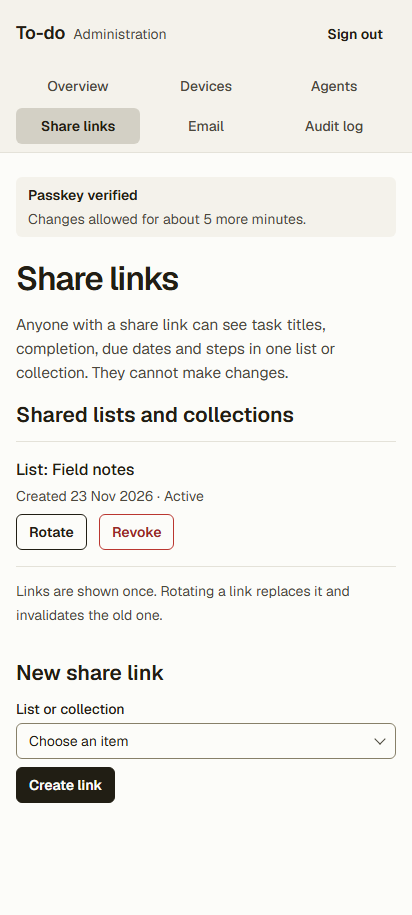 To-do Administration Sign out
Overview Devices Agents
Share links Email Audit log
Passkey verified
Changes allowed for about 5 more minutes.
Share links
Anyone with a share link can see task titles,
completion, due dates and steps in one list or
collection. They cannot make changes.
Shared lists and collections
List: Field notes
Created 23 Nov 2026 · Active
Rotate Revoke
Links are shown once. Rotating a link replaces it and
invalidates the old one.
New share link
List or collection
Choose an item
Create link